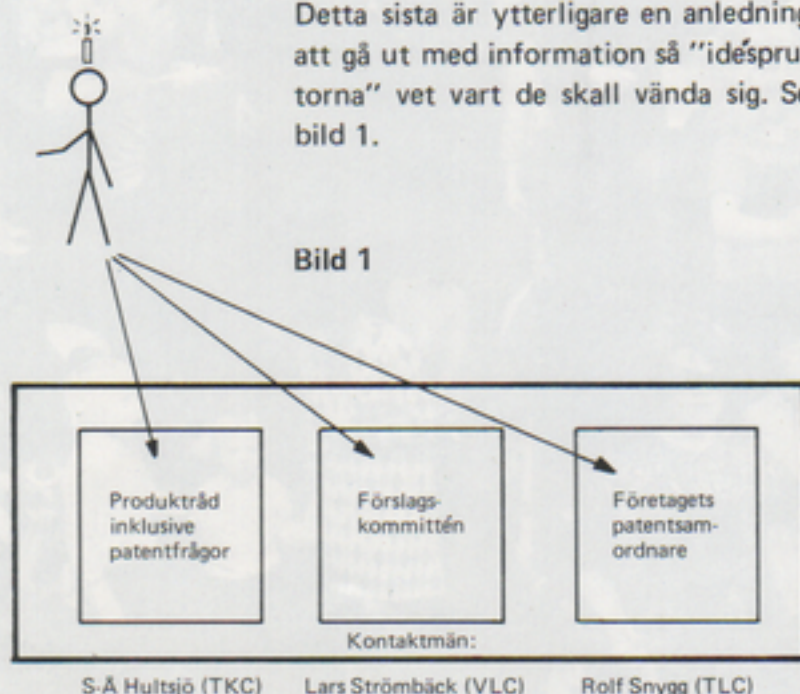 Detta sista är ytterligare en anledning
att gå ut med information så "idéspru-
torna" vet vart de skall vända sig. Se
bild 1.
Bild 1
Produktråd
inklusive
patentfrågor
Förslags-
kommittén
Företagets
patentsam-
ordnare
Kontaktmän:
S-Å Hultsjö (TKC) Lars Strömbäck (VLC) Rolf Snygg (TLC)